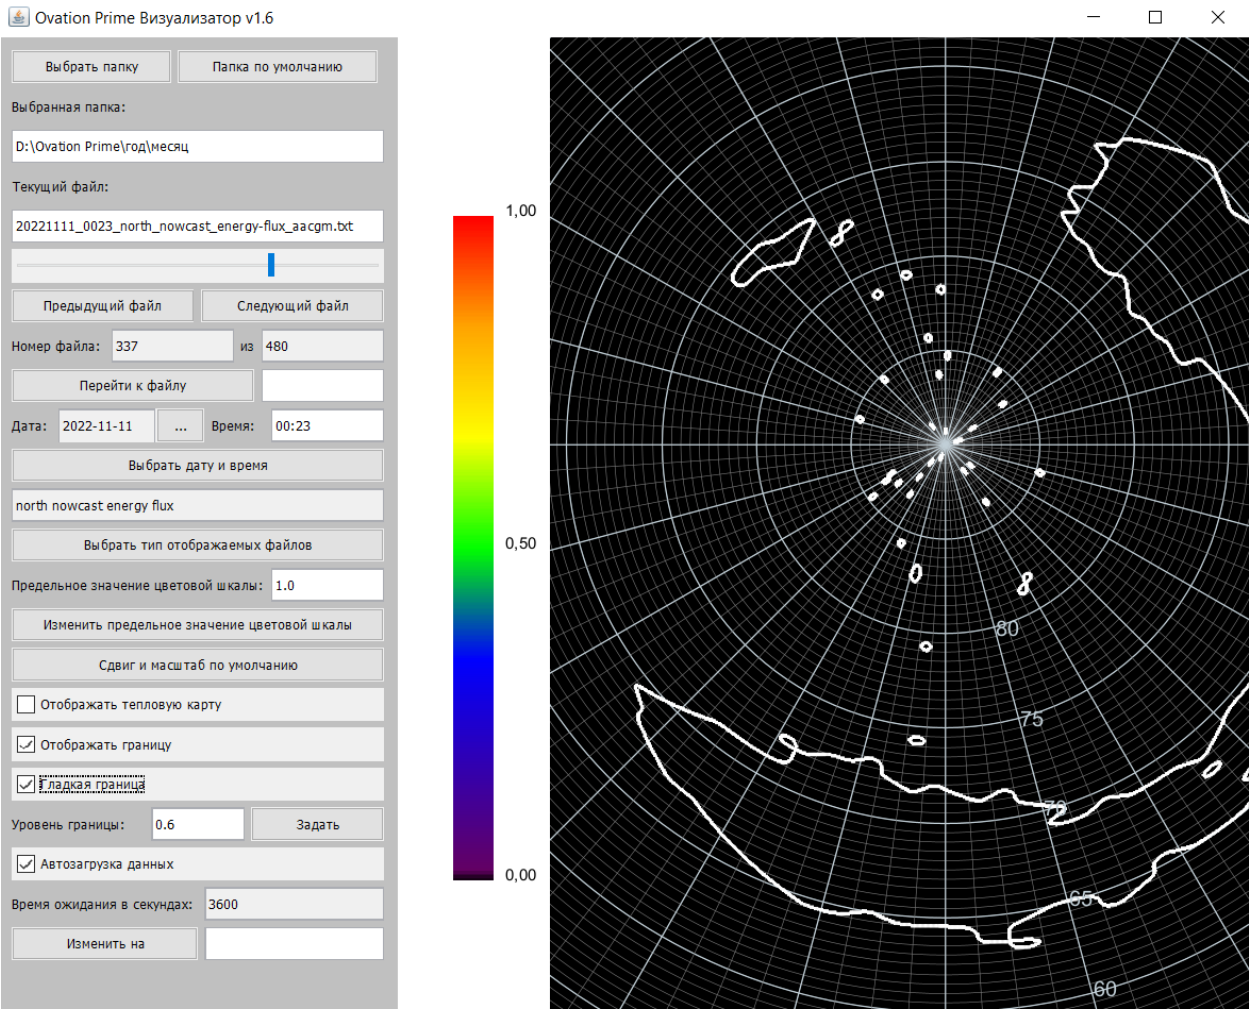 Ovation Prime Визуализатор v1.6
Выбрать папку
Папка по умолчанию
Выбранная папка:
D:\Ovation Prime\год\месяц
Текущий файл:
20221111_0023_north_nowcast_energy-flux_aacgm.txt
Предыдущий файл
Следующий файл
Номер файла: 337 из 480
Перейти к файлу
Дата: 2022-11-11 ... Время: 00:23
Выбрать дату и время
north nowcast energy flux
Выбрать тип отображаемых файлов
Предельное значение цветовой шкалы: 1.0
Изменить предельное значение цветовой шкалы
Сдвиг и масштаб по умолчанию
Отображать тепловую карту
Отображать границу
Гладкая граница
Уровень границы: 0.6 Задать
Автозагрузка данных
Время ожидания в секундах: 3600
Изменить на
1,00
0,50
0,00
80
75
70
65
60